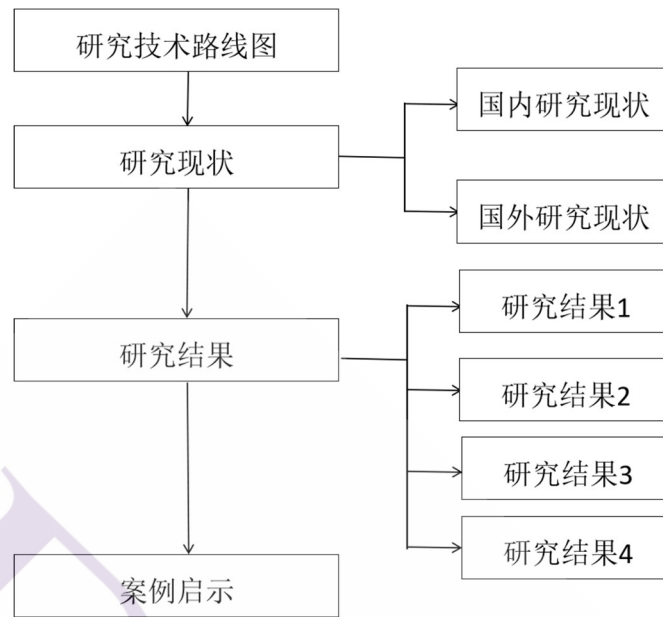 研究技术路线图
国内研究现状
研究现状
国外研究现状
研究结果1
研究结果
研究结果2
研究结果3
研究结果4
案例启示